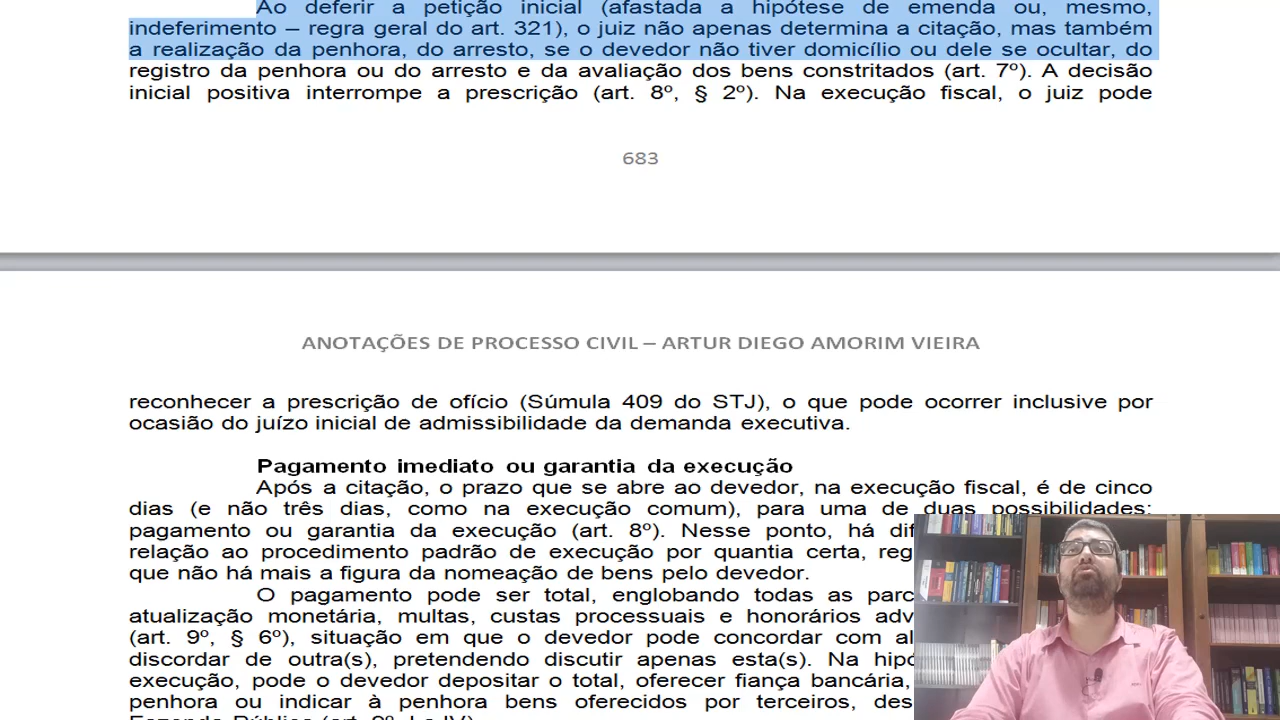 Ao deferir a petição inicial (afastada a hipótese de emenda ou, mesmo,
indeferimento – regra geral do art. 321), o juiz não apenas determina a citação, mas também
a realização da penhora, do arresto, se o devedor não tiver domicílio ou dele se ocultar, do
registro da penhora ou do arresto e da avaliação dos bens constritados (art. 7º). A decisão
inicial positiva interrompe a prescrição (art. 8º, § 2º). Na execução fiscal, o juiz pode
683
ANOTAÇÕES DE PROCESSO CIVIL – ARTUR DIEGO AMORIM VIEIRA
reconhecer a prescrição de ofício (Súmula 409 do STJ), o que pode ocorrer inclusive por
ocasião do juízo inicial de admissibilidade da demanda executiva.
Pagamento imediato ou garantia da execução
Após a citação, o prazo que se abre ao devedor, na execução fiscal, é de cinco
dias (e não três dias, como na execução comum), para uma de duas possibilidades:
pagamento ou garantia da execução (art. 8º). Nesse ponto, há
relação ao procedimento padrão de execução por quantia certa,
que não há mais a figura da nomeação de bens pelo devedor.
O pagamento pode ser total, englobando todas as
atualização monetária, multas, custas processuais e honorários
(art. 9º, § 6º), situação em que o devedor pode concordar com
discordar de outra(s), pretendendo discutir apenas esta(s). Na
execução, pode o devedor depositar o total, oferecer fiança bancária,
penhora ou indicar à penhora bens oferecidos por terceiros,
Fazenda Pública (art. 9º, I a IV).